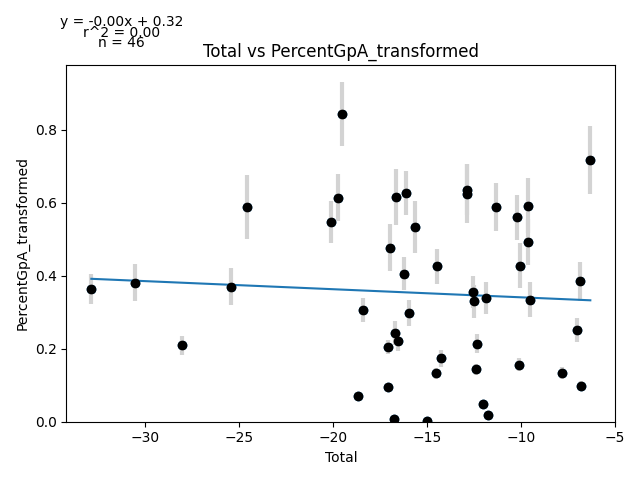 y = -0.00x + 0.32
r^2 = 0.00
n = 46
Total vs PercentGpA_transformed
PercentGpA_transformed
0.8
0.6
0.4
0.2
0.0
−30
−25
−20
−15
−10
−5
Total